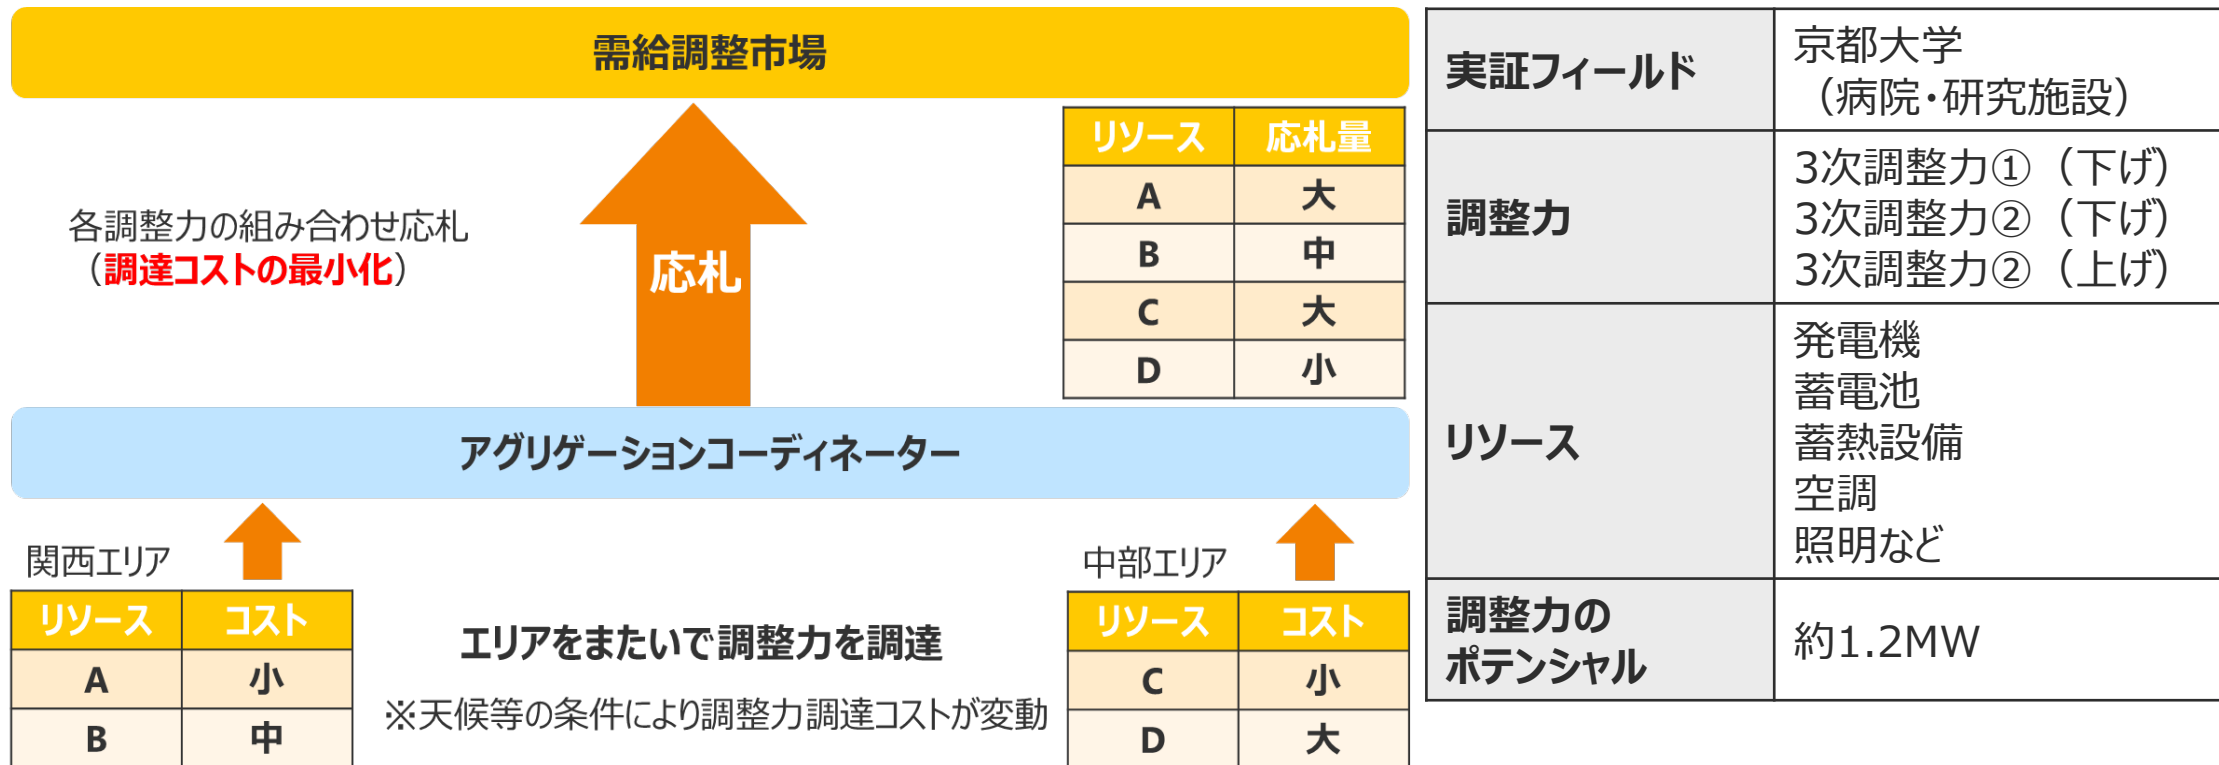 需給調整市場
リソース 応札量
A 大
B 中
C 大
D 小
各調整力の組み合わせ応札
（調達コストの最小化）
応札
アグリゲーションコーディネーター
関西エリア
リソース コスト
A 小
B 中
エリアをまたいで調整力を調達
※天候等の条件により調整力調達コストが変動
中部エリア
リソース コスト
C 小
D 大
実証フィールド
京都大学
（病院・研究施設）
調整力
3次調整力①（下げ）
3次調整力②（下げ）
3次調整力②（上げ）
リソース
発電機
蓄電池
蓄熱設備
空調
照明など
調整力の
ポテンシャル
約1.2MW